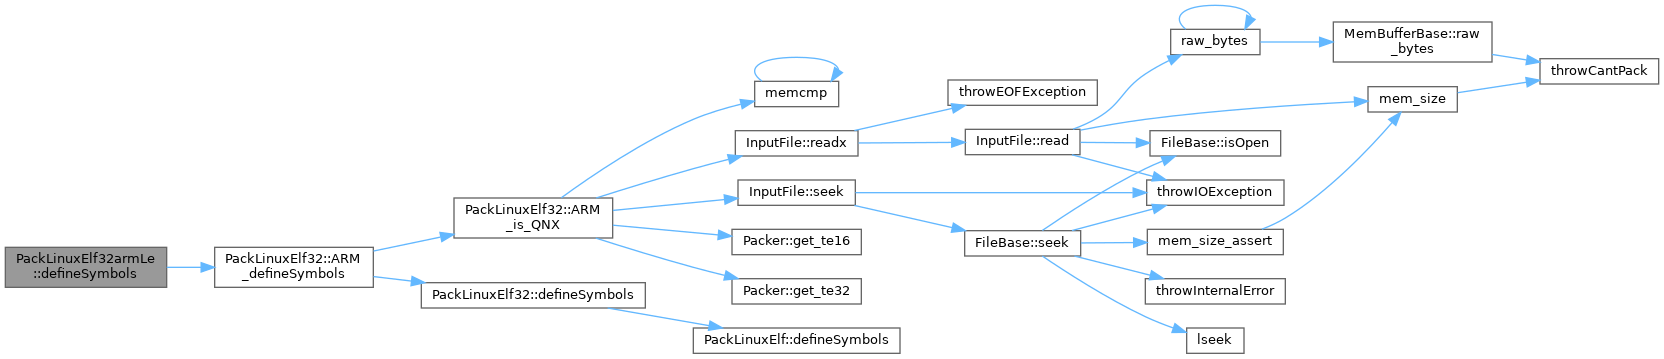 PackLinuxElf32armLe
::defineSymbols
PackLinuxElf32::ARM
_defineSymbols
PackLinuxElf32::ARM
_is_QNX
PackLinuxElf32::defineSymbols
memcmp
InputFile::readx
InputFile::seek
Packer::get_te16
Packer::get_te32
PackLinuxElf::defineSymbols
throwEOFException
InputFile::read
FileBase::seek
raw_bytes
FileBase::isOpen
throwIOException
mem_size_assert
throwInternalError
lseek
MemBufferBase::raw
_bytes
mem_size
throwCantPack